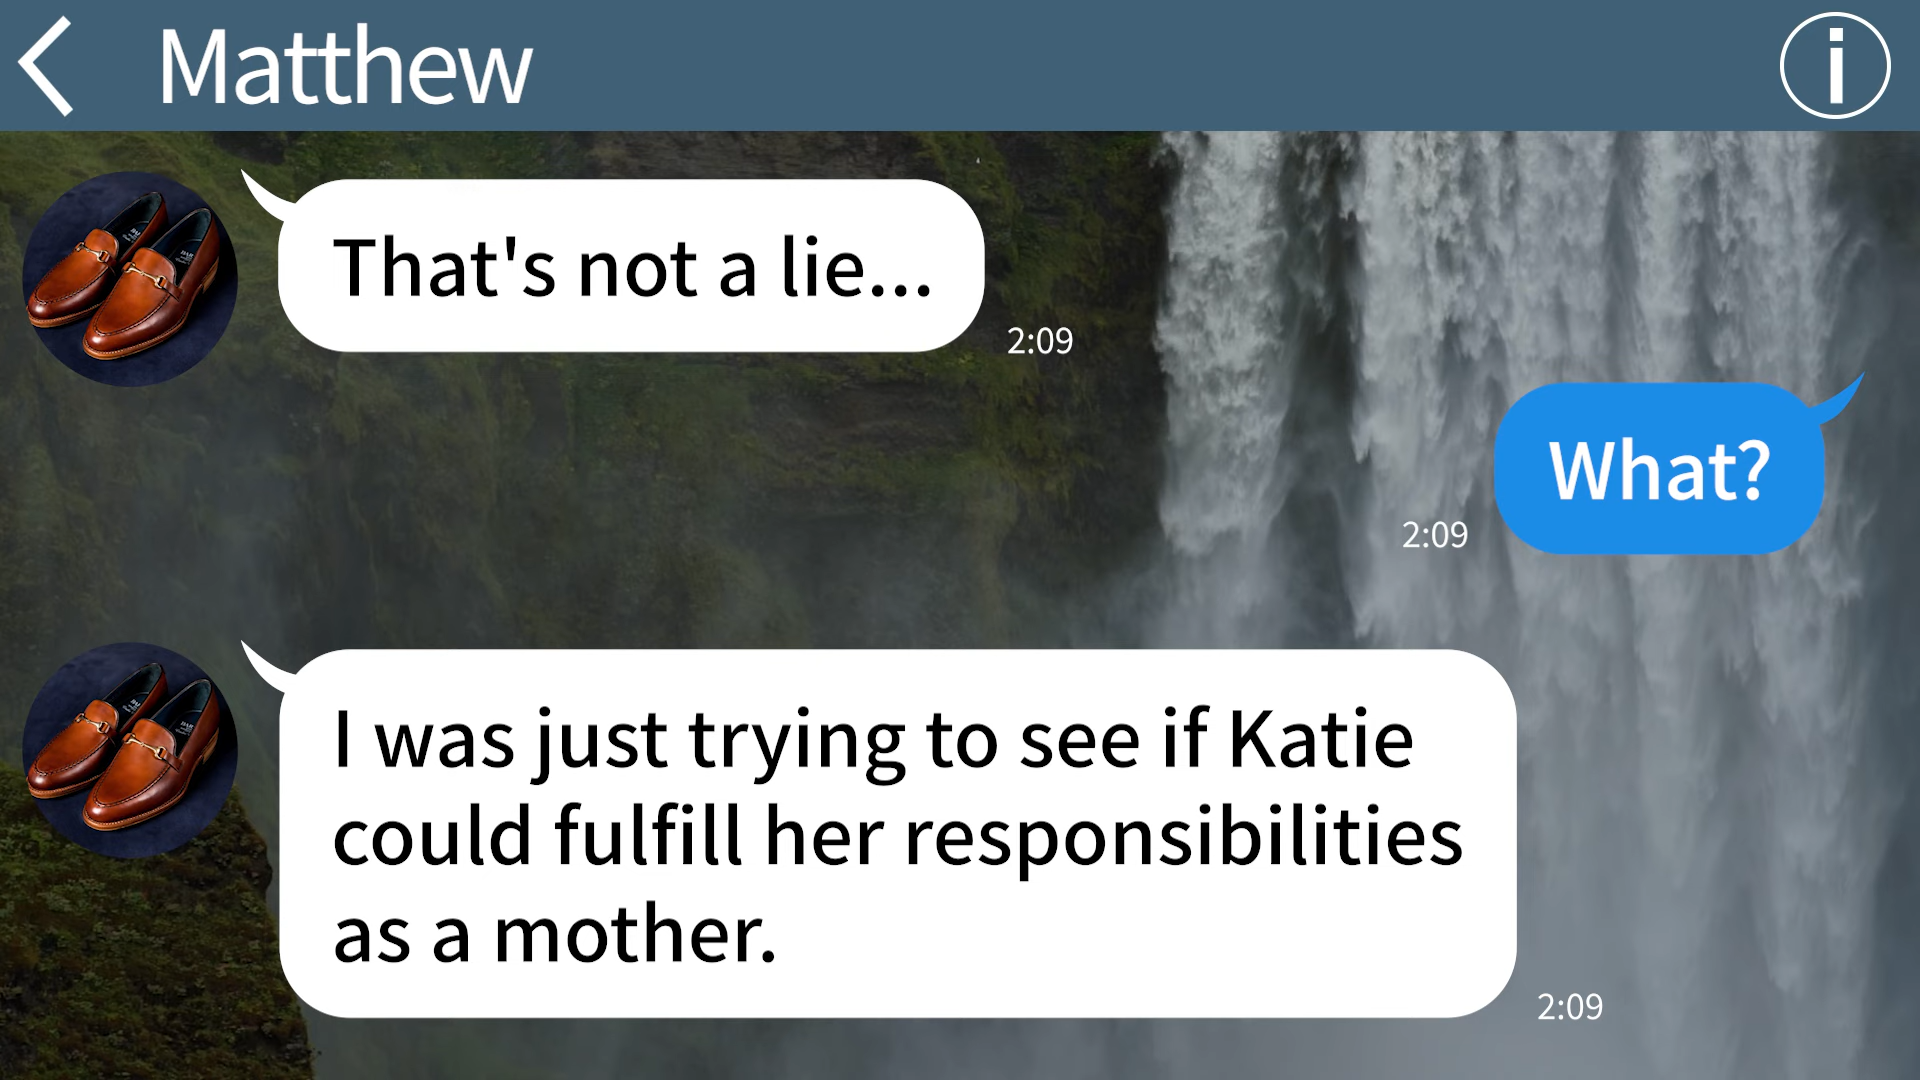 Matthew
That's not a lie...
2:09
What?
2:09
I was just trying to see if Katie
could fulfill her responsibilities
as a mother.
2:09